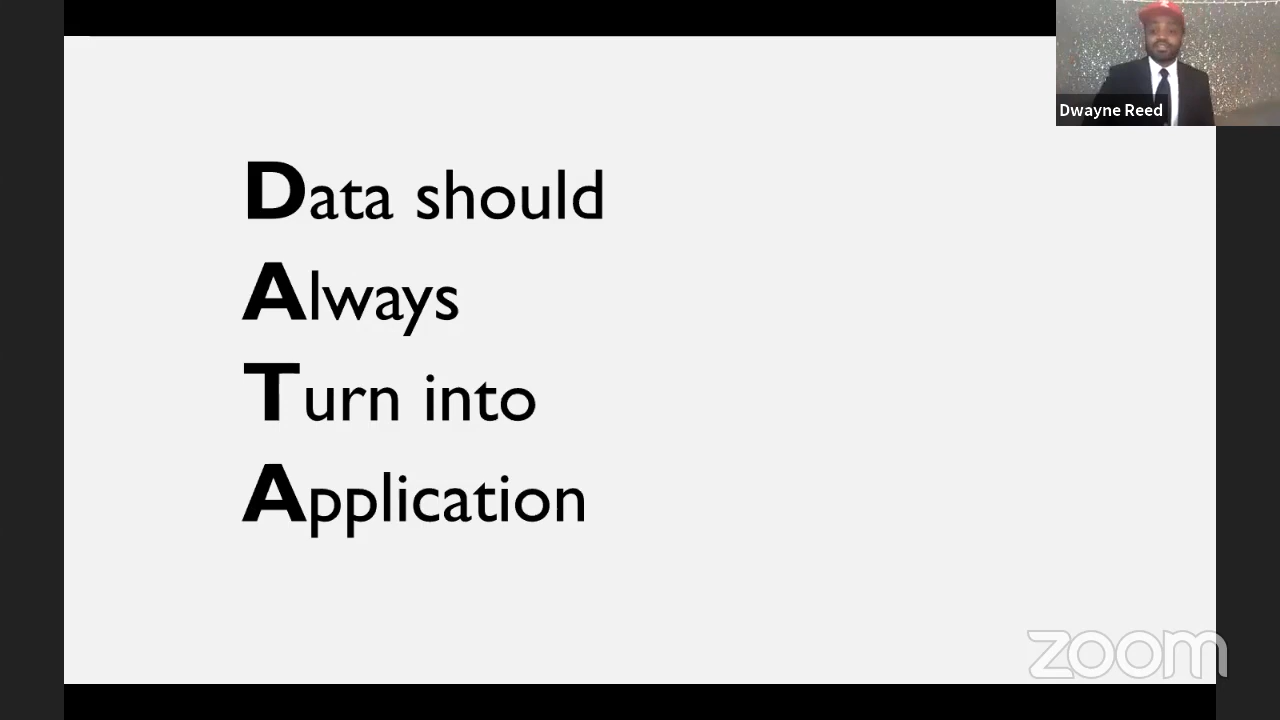 Dwayne Reed
Data should
Always
Turn into
Application
zoom